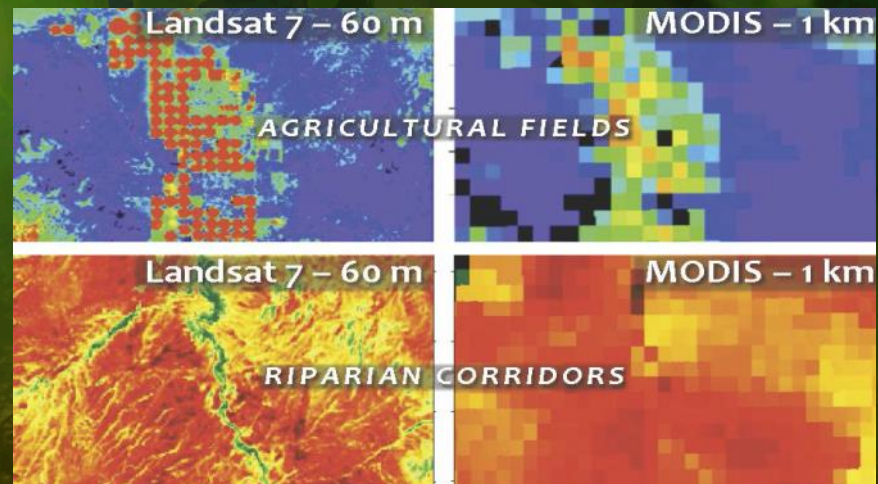 Landsat 7 – 60 m
MODIS – 1 km
AGRICULTURAL FIELDS
Landsat 7 – 60 m
MODIS – 1 km
RIPARIAN CORRIDORS